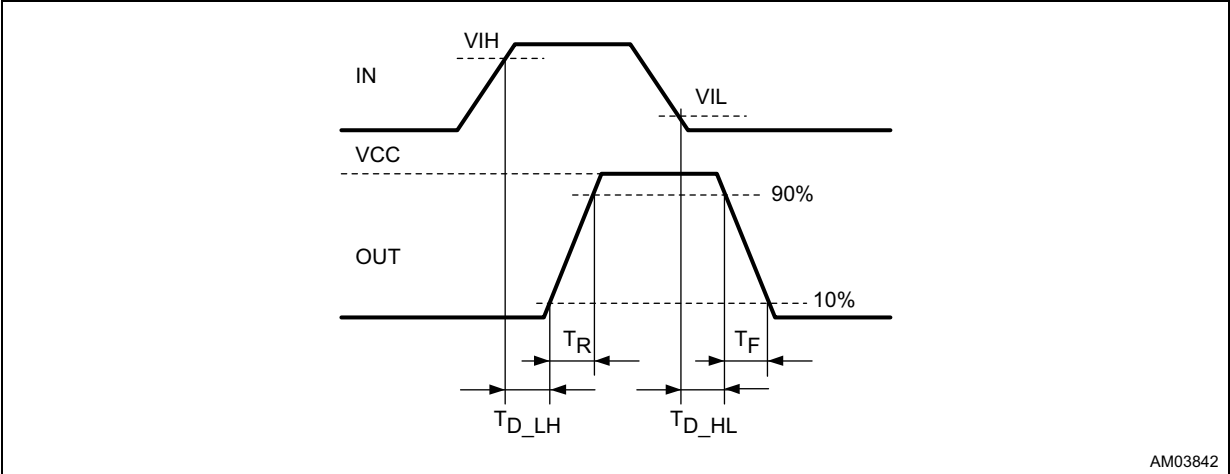 VIH
IN
VIL
VCC
90%
OUT
10%
TR
TF
TD_LH
TD_HL
AM03842